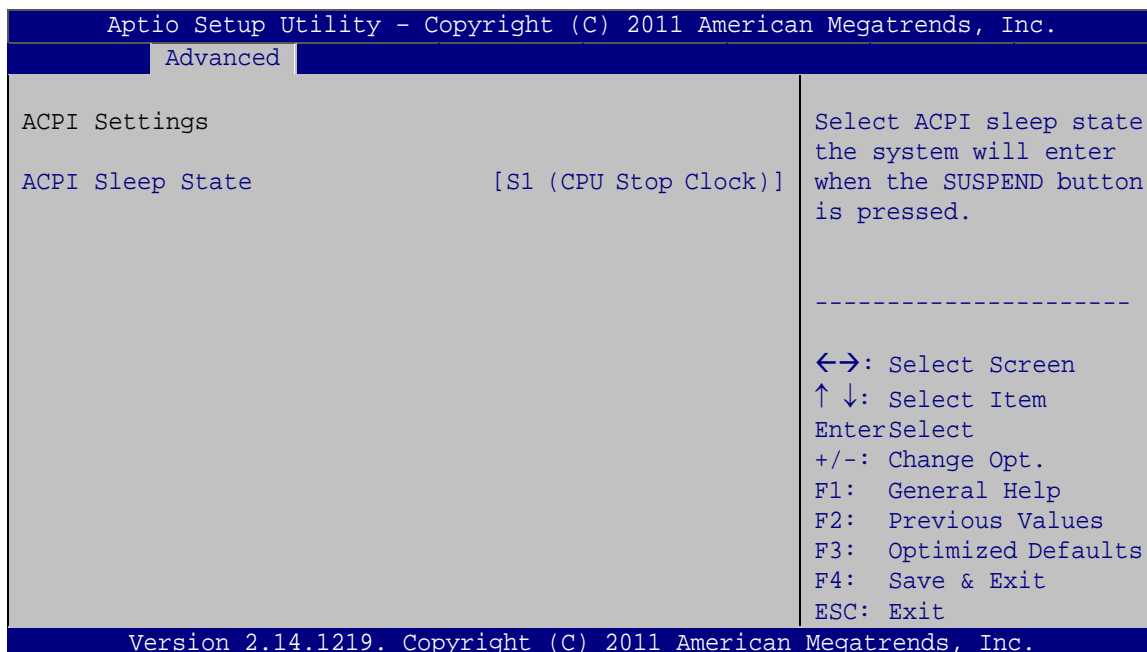 Aptio Setup Utility – Copyright (C) 2011 American Megatrends, Inc.
Advanced
ACPI Settings
ACPI Sleep State [S1 (CPU Stop Clock)]
Select ACPI sleep state
the system will enter
when the SUSPEND button
is pressed.
----------------------
←→: Select Screen
↑ ↓: Select Item
EnterSelect
+/-: Change Opt.
F1: General Help
F2: Previous Values
F3: Optimized Defaults
F4: Save & Exit
ESC: Exit
Version 2.14.1219. Copyright (C) 2011 American Megatrends, Inc.